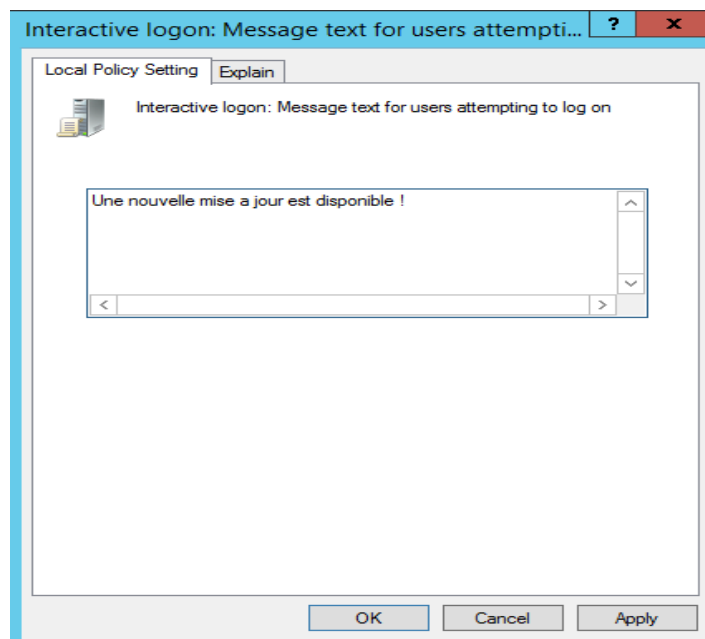 Interactive logon: Message text for users attempti...
?
x
Local Policy Setting
Explain
Interactive logon: Message text for users attempting to log on
Une nouvelle mise a jour est disponible !
OK
Cancel
Apply